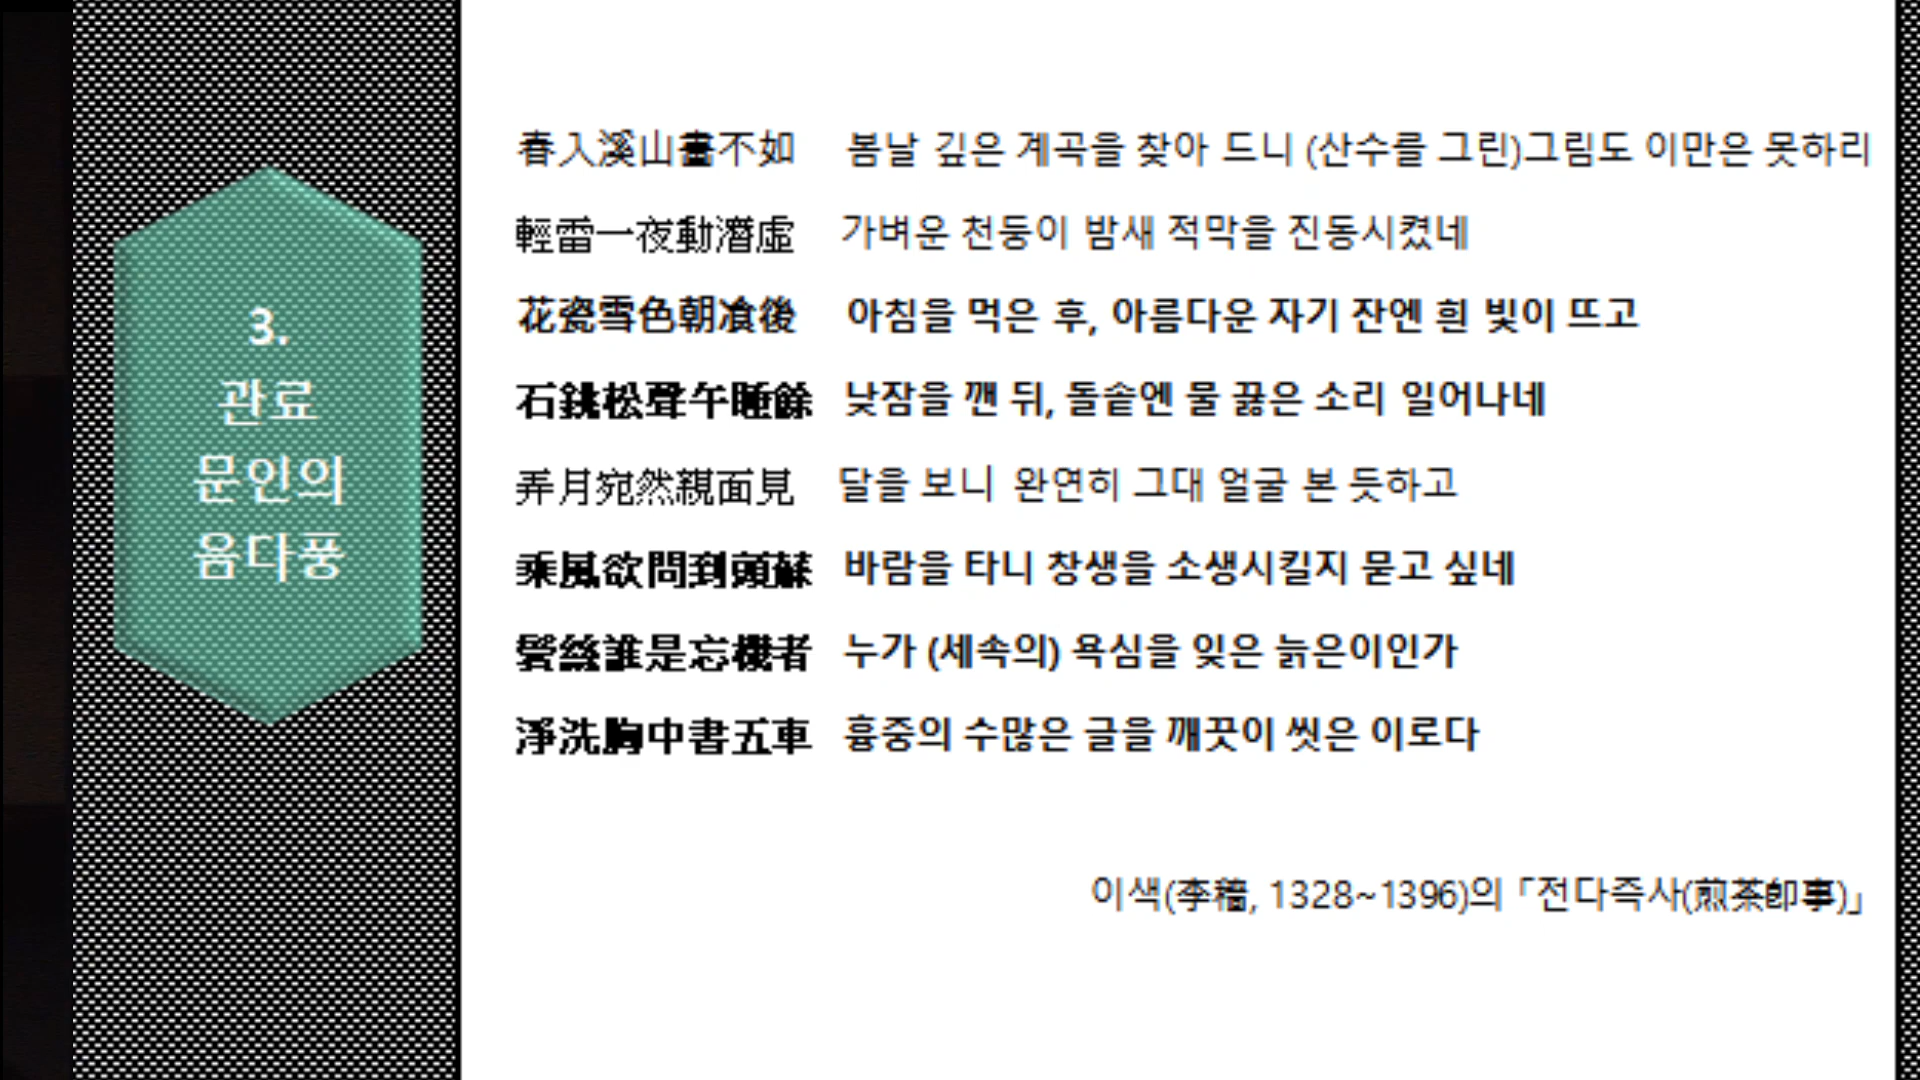 3.
관료
문인의
음다풍
春入溪山畫不如 봄날 깊은 계곡을 찾아 드니 (산수를 그린)그림도 이만은 못하리
輕雷一夜動潛虛 가벼운 천둥이 밤새 적막을 진동시켰네
花瓷雪色朝飡後 아침을 먹은 후, 아름다운 자기 잔엔 흰 빛이 뜨고
石銚松聲午睡餘 낮잠을 깬 뒤, 돌솥엔 물 끓은 소리 일어나네
弄月宛然親面見 달을 보니 완연히 그대 얼굴 본 듯하고
乘風欲問到頭蘇 바람을 타니 창생을 소생시킬지 묻고 싶네
鬢絲誰是忘機者 누가 (세속의) 욕심을 잊은 늙은이인가
淨洗胸中書五車 흉중의 수많은 글을 깨끗이 씻은 이로다
이색(李穡, 1328~1396)의 「전다즉사(煎茶卽事)」